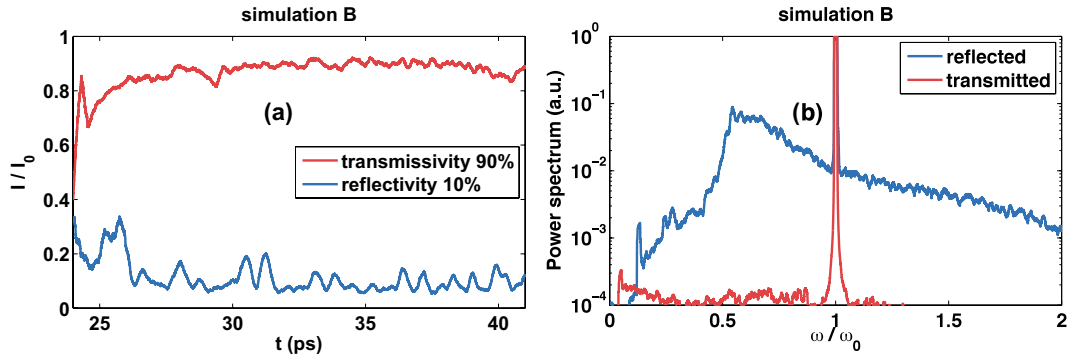 simulation B
1
0.8
0.6
0.4
0.2
0
I / I₀
(a)
transmissivity 90%
reflectivity 10%
25 30 35 40
t (ps)
simulation B
10⁰
10⁻¹
10⁻²
10⁻³
10⁻⁴
Power spectrum (a.u.)
(b)
reflected
transmitted
0 0.5 1 1.5 2
ω / ω₀